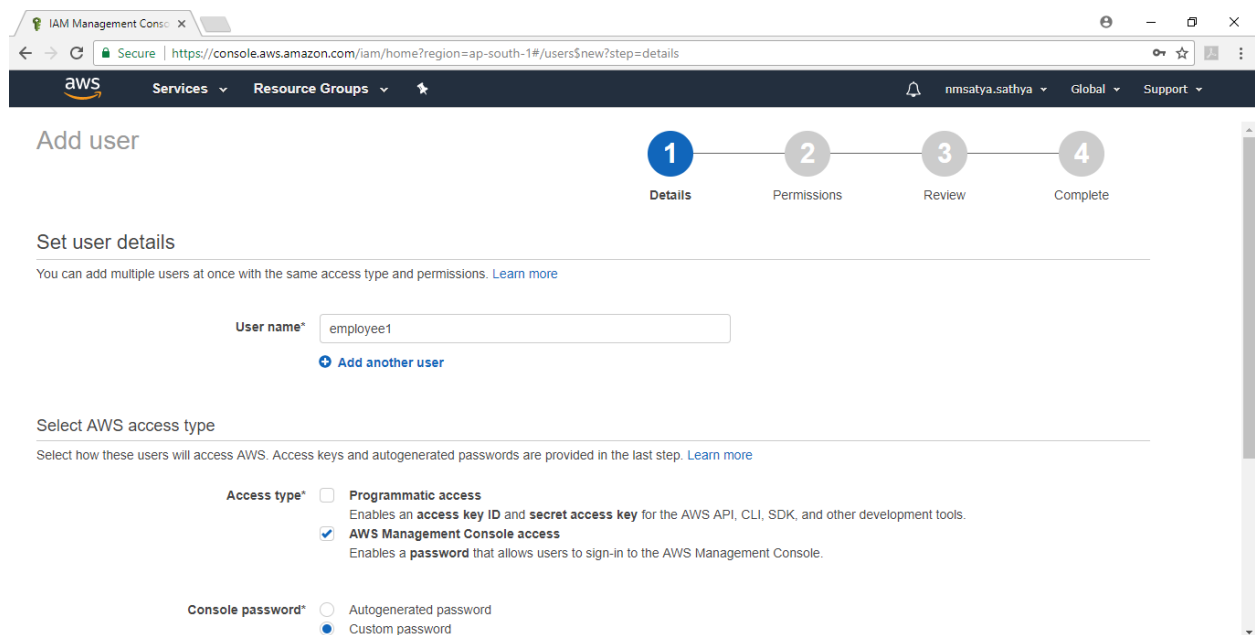 IAM Management Consc
Secure | https://console.aws.amazon.com/iam/home?region=ap-south-1#/users$new?step=details
aws Services Resource Groups nmsatya.sathya Global Support
Add user
1 2 3 4
Details Permissions Review Complete
Set user details
You can add multiple users at once with the same access type and permissions. Learn more
User name* employee1
Add another user
Select AWS access type
Select how these users will access AWS. Access keys and autogenerated passwords are provided in the last step. Learn more
Access type* Programmatic access
Enables an access key ID and secret access key for the AWS API, CLI, SDK, and other development tools.
AWS Management Console access
Enables a password that allows users to sign-in to the AWS Management Console.
Console password* Autogenerated password
Custom password